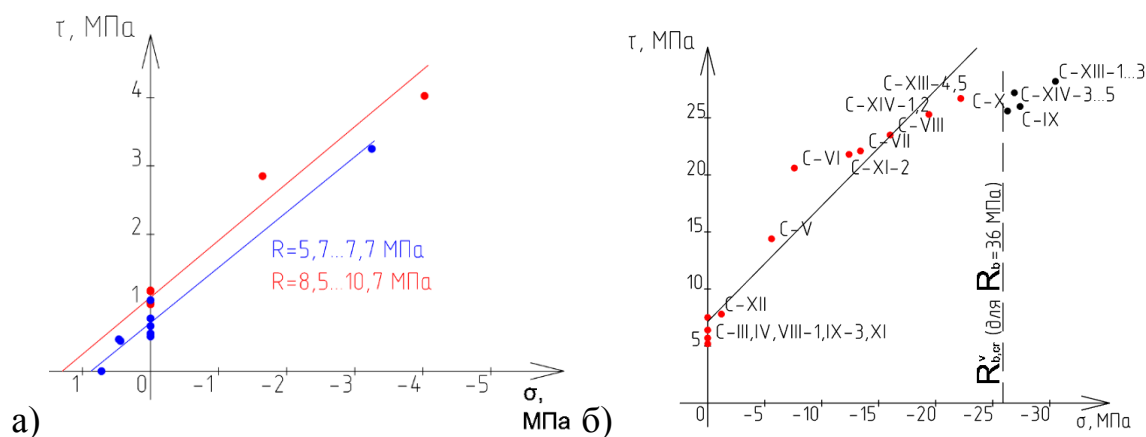 τ, МПа
4
3
2
1
R=5,7...7,7 МПа
R=8,5...10,7 МПа
1
0
-1
-2
-3
-4
-5
σ,
МПа
а)
τ, МПа
25
20
15
10
5
C-XIII-1...3
C-XIII-4,5
C-X
C-XIV-3...5
C-XIV-1,2
C-IX
C-VIII
C-VII
C-VI
C-XI-2
C-V
C-XII
C-III,IV,VIII-1,IX-3,XI
Rᵛb,cr (для Rb=36 МПа)
0
-5
-10
-15
-20
-25
-30
σ, МПа
б)